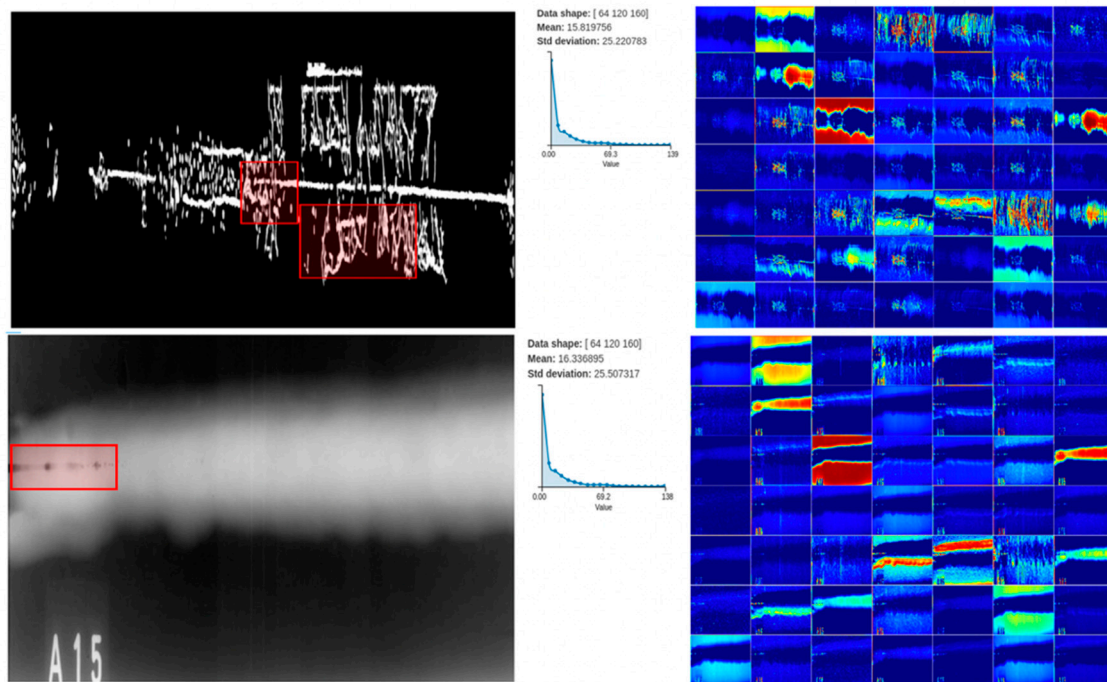 Data shape: [ 64 120 160]
Mean: 15.819756
Std deviation: 25.220783
0.00 69.3 139
Value
Data shape: [ 64 120 160]
Mean: 16.336895
Std deviation: 25.507317
0.00 69.2 138
Value
A15